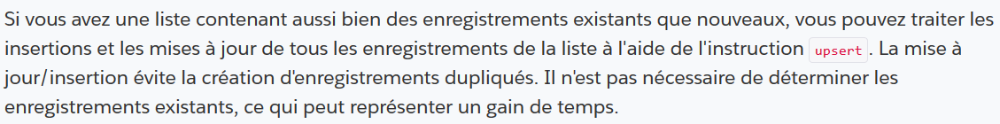 Si vous avez une liste contenant aussi bien des enregistrements existants que nouveaux, vous pouvez traiter les
insertions et les mises à jour de tous les enregistrements de la liste à l'aide de l'instruction upsert. La mise à
jour/insertion évite la création d'enregistrements dupliqués. Il n'est pas nécessaire de déterminer les
enregistrements existants, ce qui peut représenter un gain de temps.